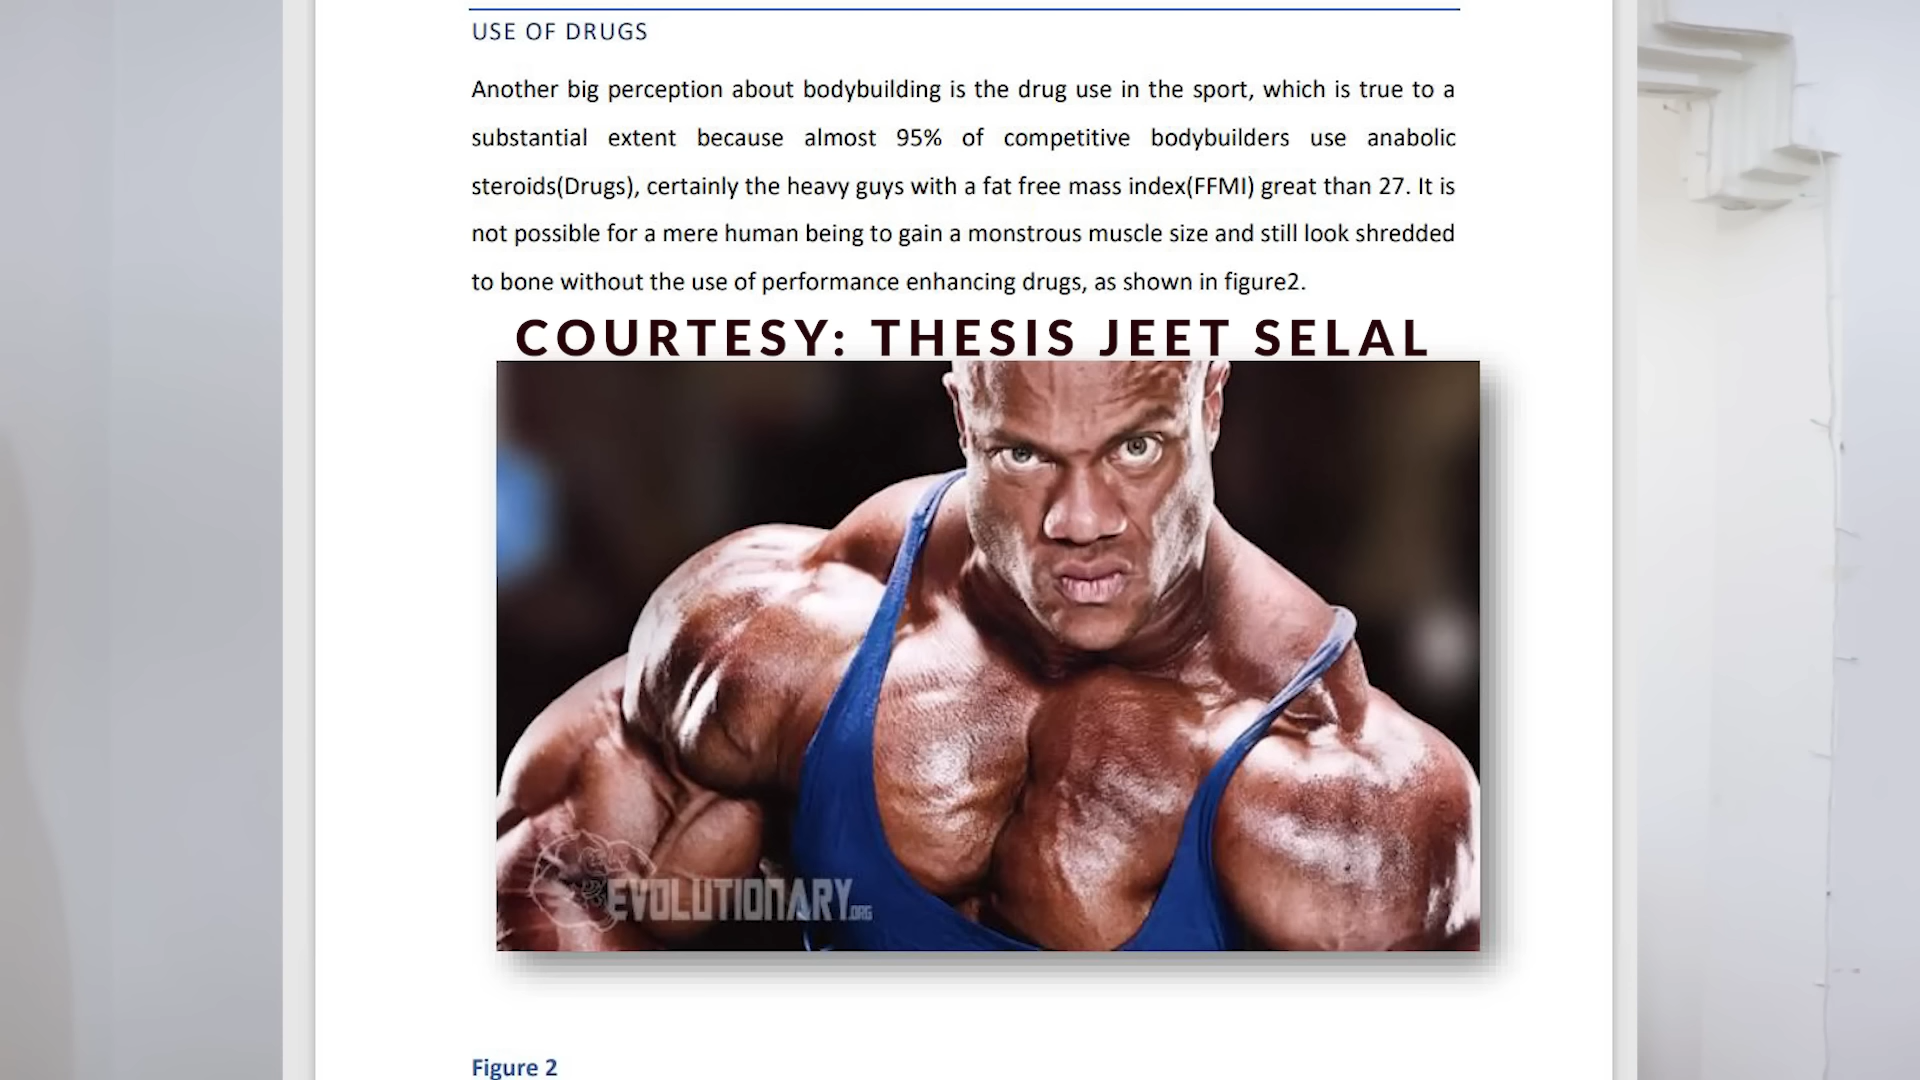 USE OF DRUGS
Another big perception about bodybuilding is the drug use in the sport, which is true to a
substantial extent because almost 95% of competitive bodybuilders use anabolic
steroids(Drugs), certainly the heavy guys with a fat free mass index(FFMI) great than 27. It is
not possible for a mere human being to gain a monstrous muscle size and still look shredded
to bone without the use of performance enhancing drugs, as shown in figure2.
COURTESY: THESIS JEET SELAL
EVOLUTIONARY.ORG
Figure 2